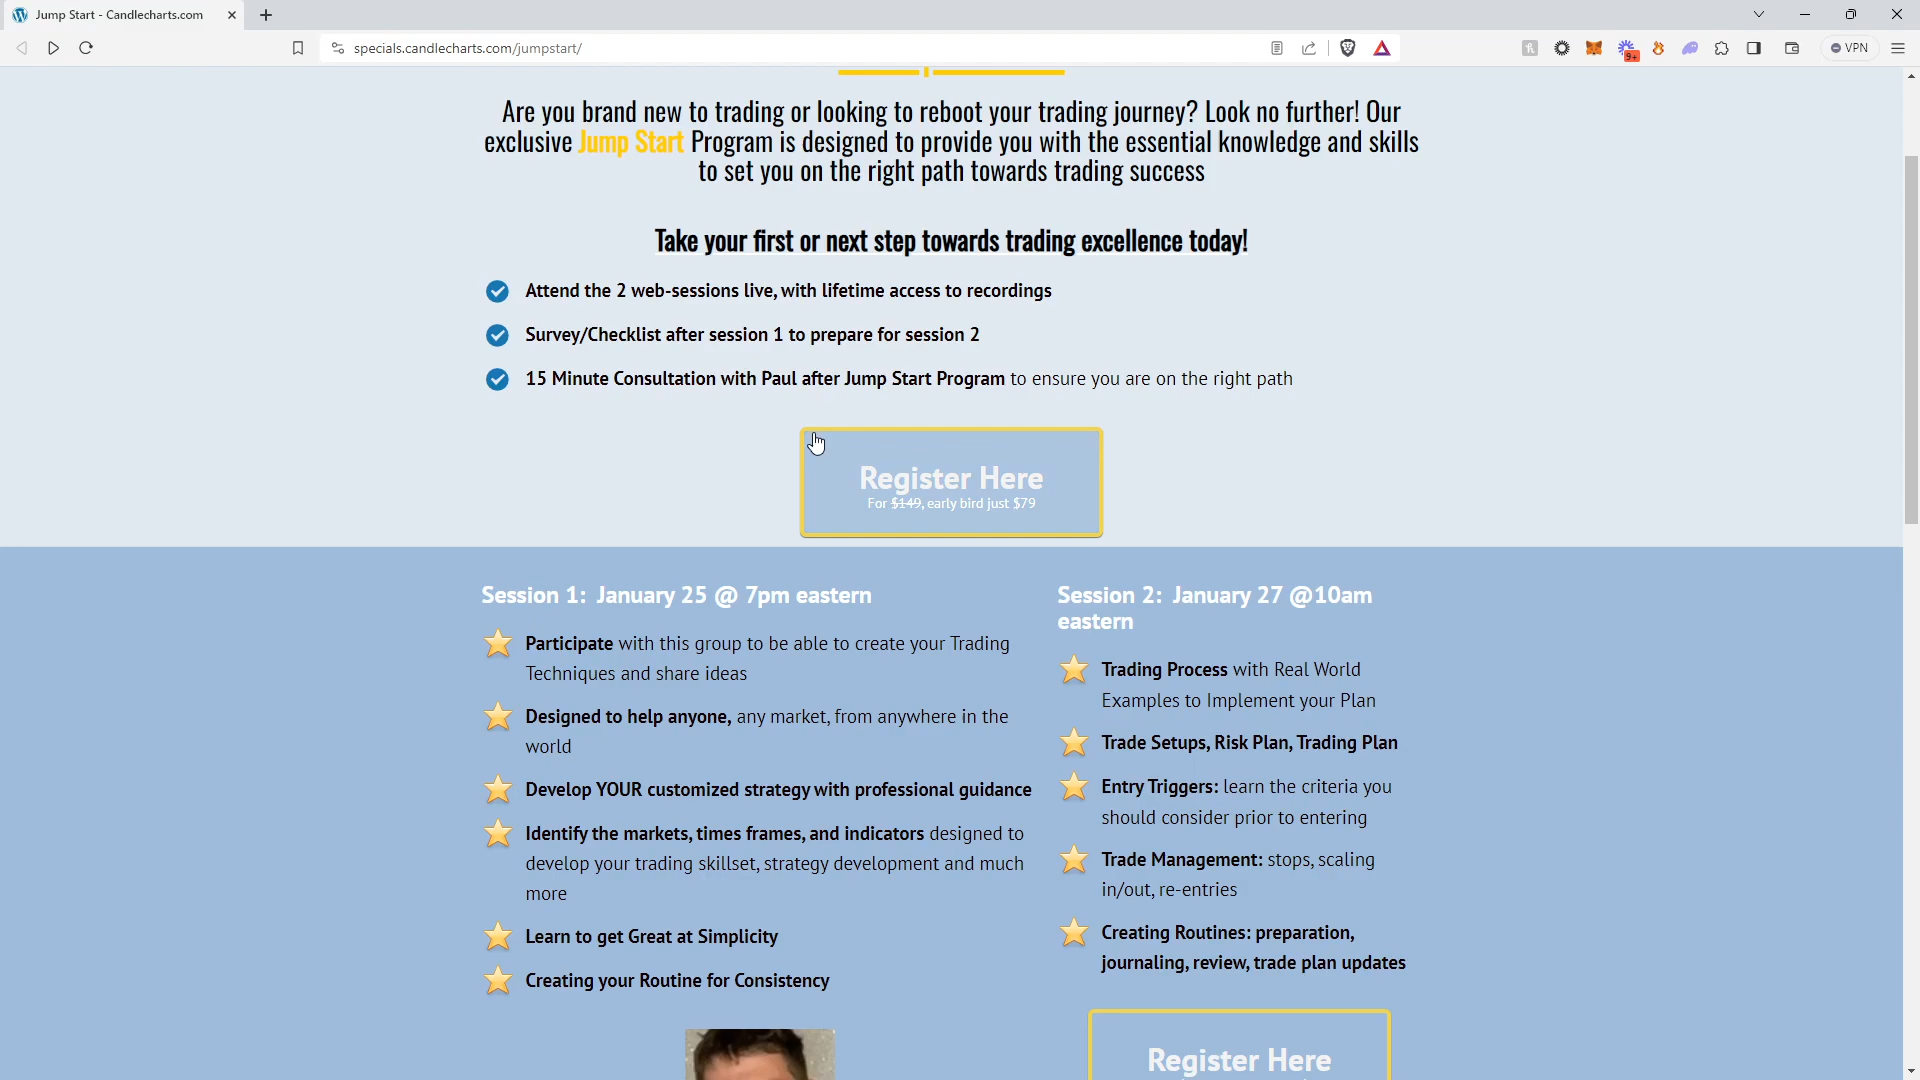 Jump Start - Candlecharts.com
specials.candlecharts.com/jumpstart/
9+
VPN
Are you brand new to trading or looking to reboot your trading journey? Look no further! Our
exclusive Jump Start Program is designed to provide you with the essential knowledge and skills
to set you on the right path towards trading success
Take your first or next step towards trading excellence today!
Attend the 2 web-sessions live, with lifetime access to recordings
Survey/Checklist after session 1 to prepare for session 2
15 Minute Consultation with Paul after Jump Start Program to ensure you are on the right path
Register Here
For $149, early bird just $79
Session 1: January 25 @ 7pm eastern
Participate with this group to be able to create your Trading
Techniques and share ideas
Designed to help anyone, any market, from anywhere in the
world
Develop YOUR customized strategy with professional guidance
Identify the markets, times frames, and indicators designed to
develop your trading skillset, strategy development and much
more
Learn to get Great at Simplicity
Creating your Routine for Consistency
Session 2: January 27 @10am
eastern
Trading Process with Real World
Examples to Implement your Plan
Trade Setups, Risk Plan, Trading Plan
Entry Triggers: learn the criteria you
should consider prior to entering
Trade Management: stops, scaling
in/out, re-entries
Creating Routines: preparation,
journaling, review, trade plan updates
Register Here